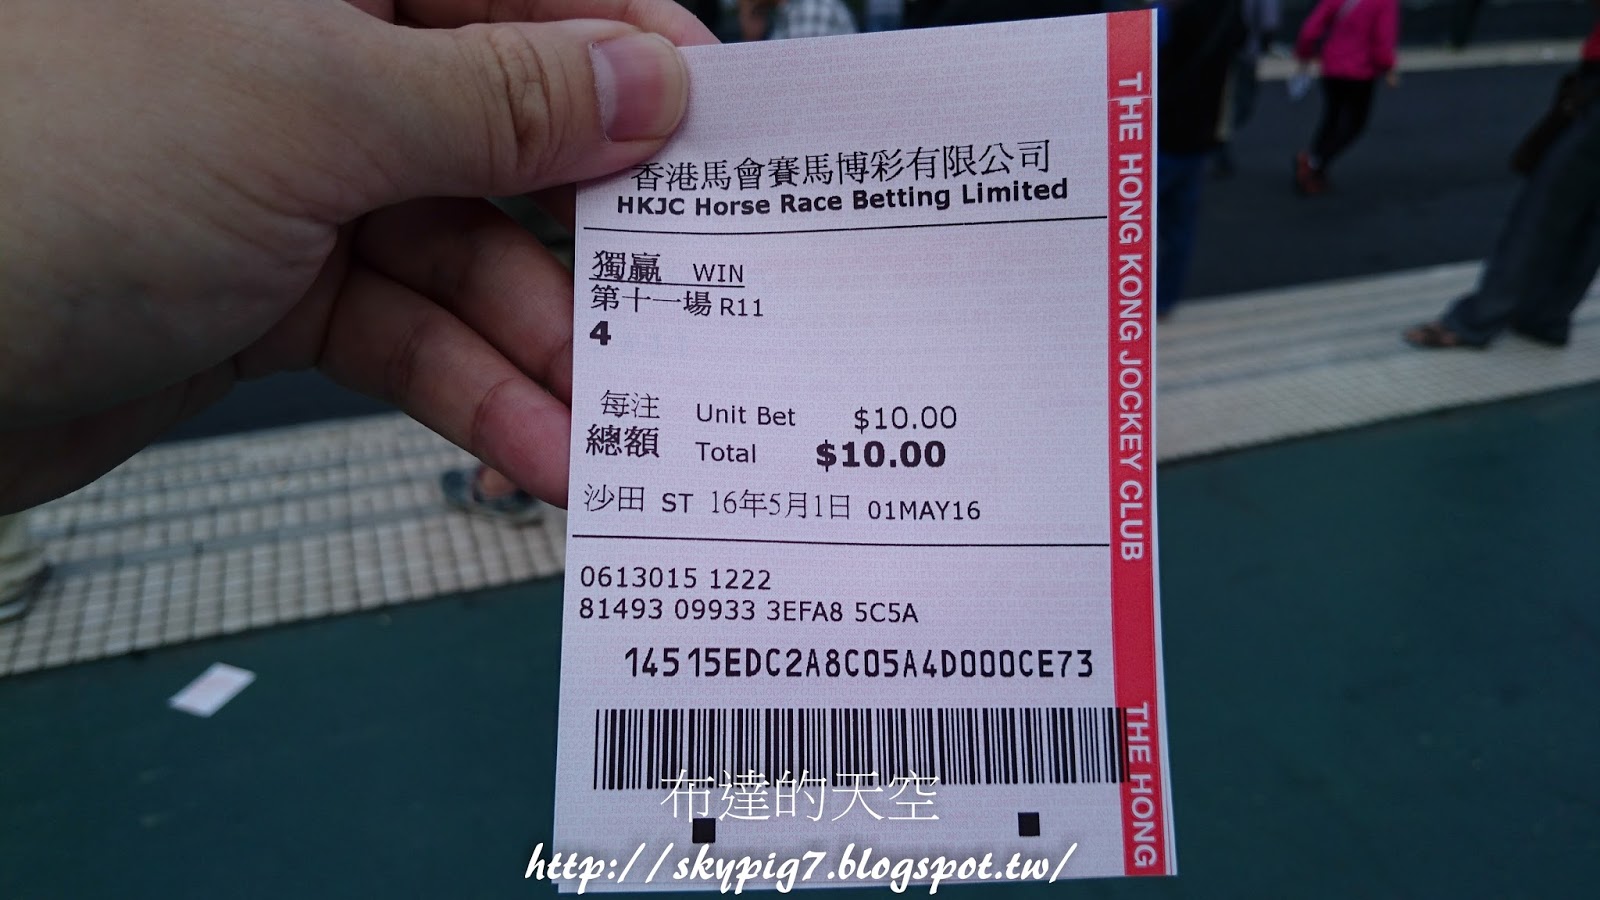 香港馬會賽馬博彩有限公司
HKJC Horse Race Betting Limited
獨贏 WIN
第十一場 R11
4
每注 Unit Bet $10.00
總額 Total $10.00
沙田 ST 16年5月1日 01MAY16
0613015 1222
81493 09933 3EFA8 5C5A
14515EDC2A8C05A4D000CE73
THE HONG KONG JOCKEY CLUB
THE HONG
布達的天空
http://skypig7.blogspot.tw/